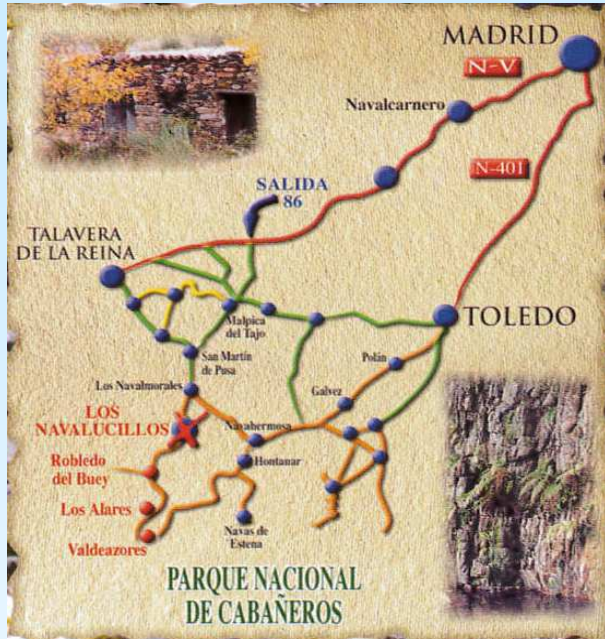 MADRID
N-V
Navalcarnero
N-401
SALIDA
86
TALAVERA
DE LA REINA
Malpica
del Tajo
TOLEDO
San Martín
de Pusa
Polán
Los Navalmorales
Galvez
LOS
NAVALUCILLOS
Navahermosa
Robledo
del Buey
Hontanar
Los Alares
Navas de
Estena
Valdeazores
PARQUE NACIONAL
DE CABAÑEROS